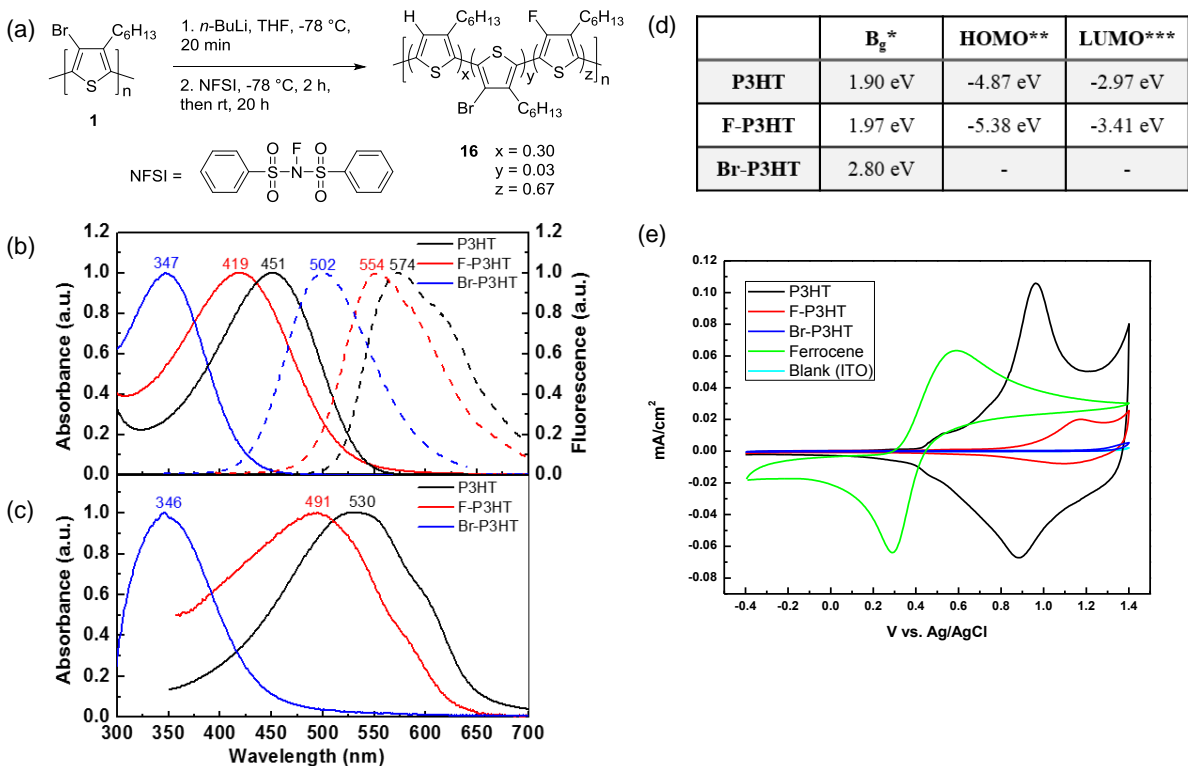 (a)
Br C₆H₁₃
S n
1
1. n-BuLi, THF, -78 °C,
20 min
2. NFSI, -78 °C, 2 h,
then rt, 20 h
H C₆H₁₃ S F C₆H₁₃
S x y S z n
Br C₆H₁₃
16 x = 0.30
y = 0.03
z = 0.67
NFSI =
O F O
S N S
O O
(d)
B_g* HOMO** LUMO***
P3HT 1.90 eV -4.87 eV -2.97 eV
F-P3HT 1.97 eV -5.38 eV -3.41 eV
Br-P3HT 2.80 eV - -
(b)
Absorbance (a.u.)
1.2
1.0
0.8
0.6
0.4
0.2
0.0
347 419 451 502 554 574
P3HT
F-P3HT
Br-P3HT
1.2
1.0
0.8
0.6
0.4
0.2
0.0
Fluorescence (a.u.)
(c)
Absorbance (a.u.)
1.0
0.8
0.6
0.4
0.2
0.0
346 491 530
P3HT
F-P3HT
Br-P3HT
300 350 400 450 500 550 600 650 700
Wavelength (nm)
(e)
mA/cm²
0.12
0.10
0.08
0.06
0.04
0.02
0.00
-0.02
-0.04
-0.06
-0.08
P3HT
F-P3HT
Br-P3HT
Ferrocene
Blank (ITO)
-0.4 -0.2 0.0 0.2 0.4 0.6 0.8 1.0 1.2 1.4
V vs. Ag/AgCl